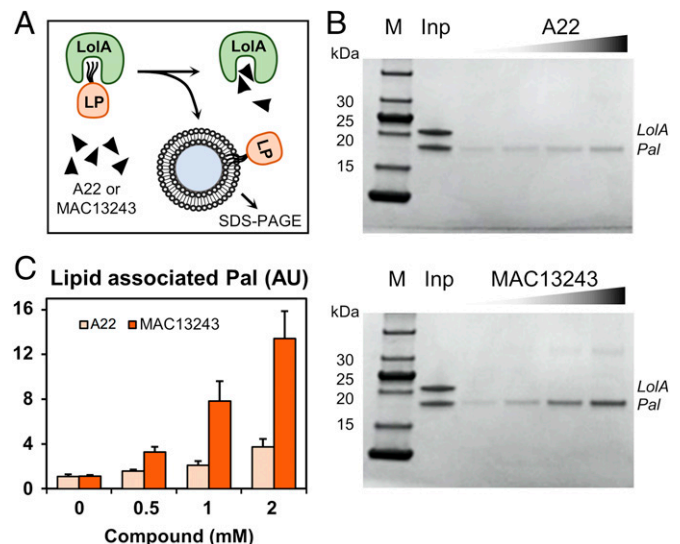 A
LolA
LP
LolA
LP
A22 or
MAC13243
SDS-PAGE
B
M Inp A22
kDa
30
25
20
15
LolA
Pal
C
Lipid associated Pal (AU)
A22 MAC13243
16
12
8
4
0
0 0.5 1 2
Compound (mM)
M Inp MAC13243
kDa
30
25
20
15
LolA
Pal